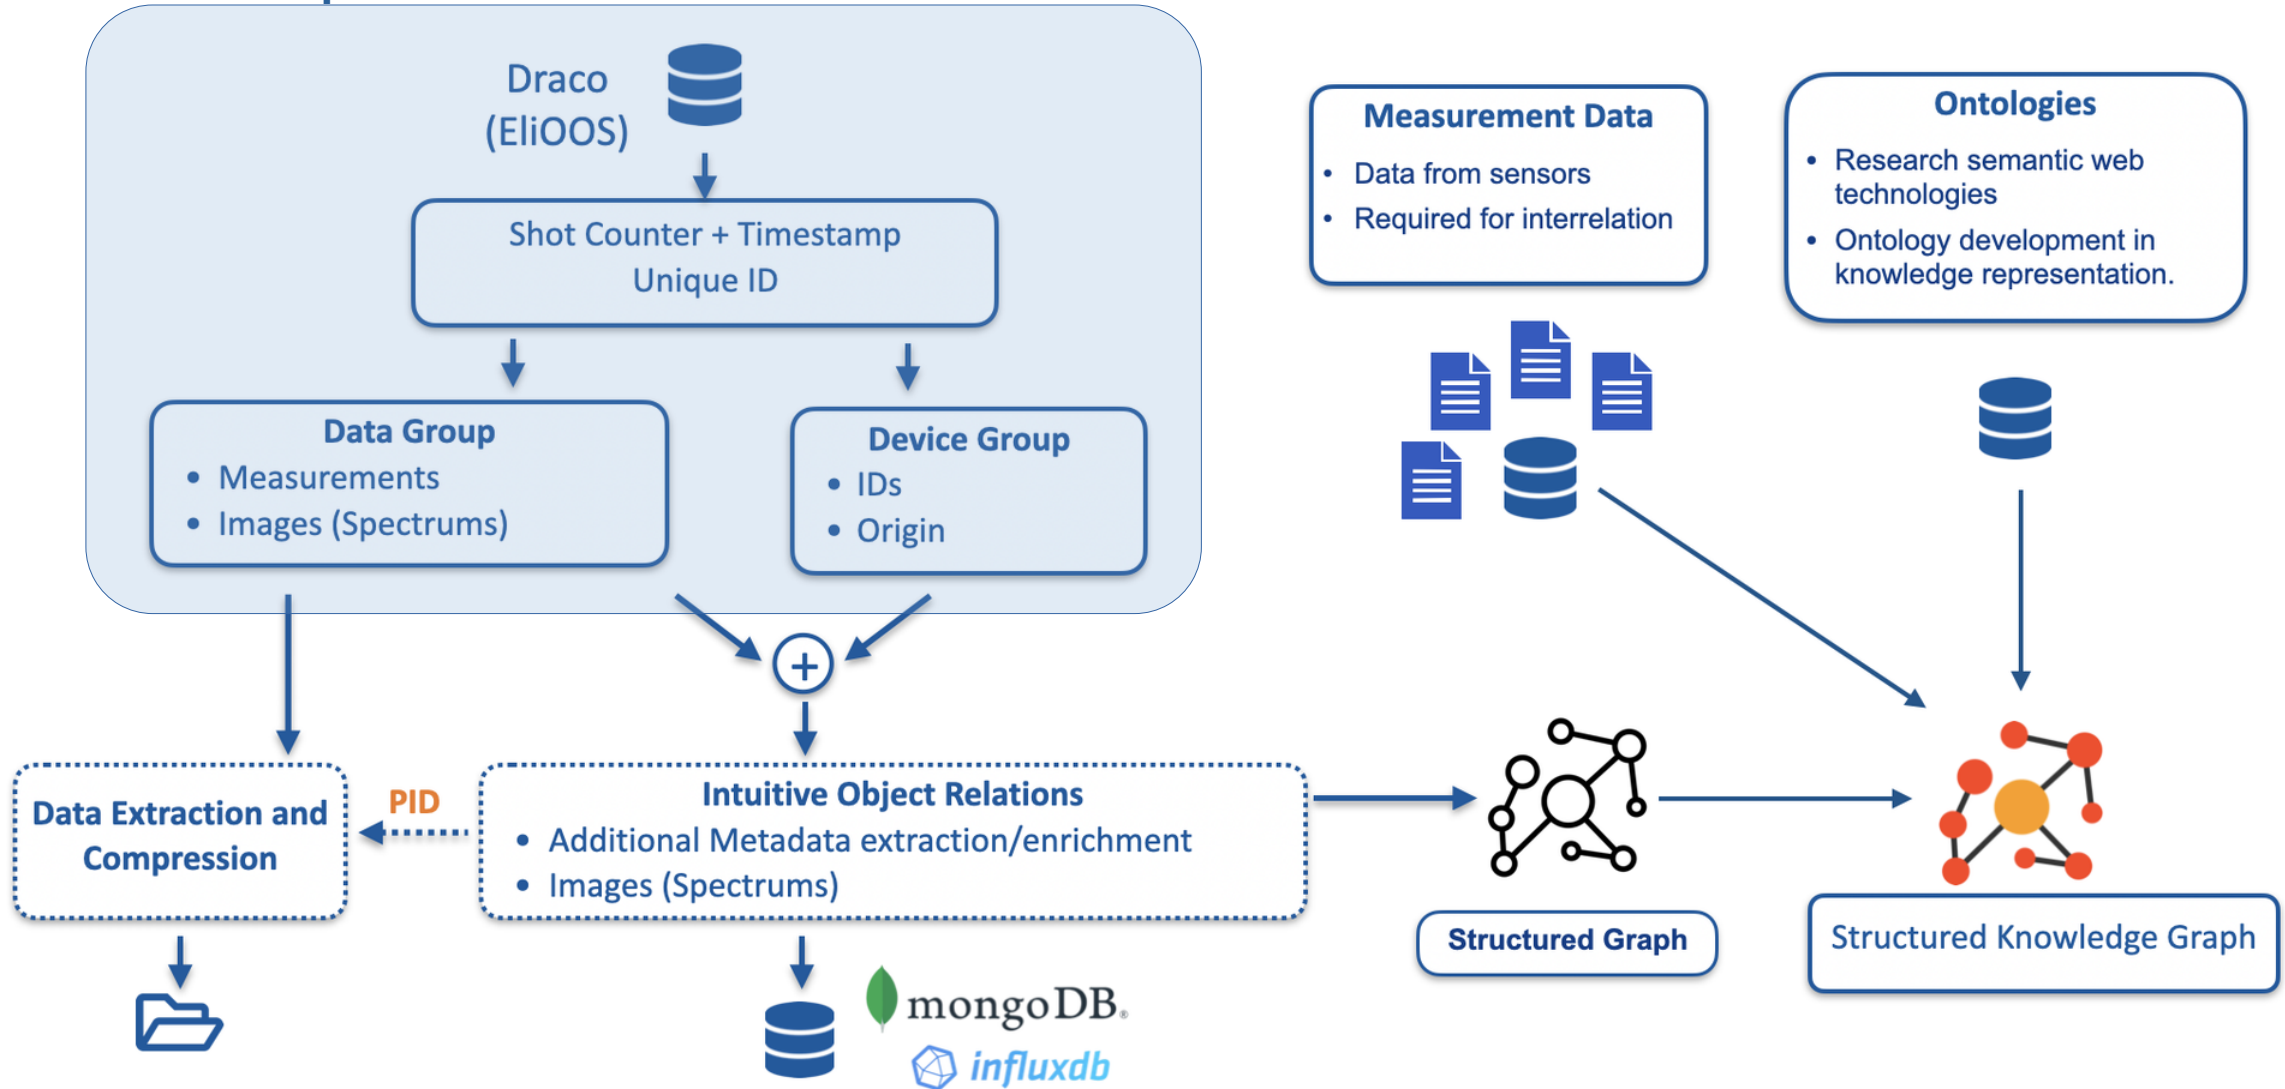 Draco
(EliOOS)
Shot Counter + Timestamp
Unique ID
Data Group
• Measurements
• Images (Spectrums)
Device Group
• IDs
• Origin
+
Data Extraction and
Compression
PID
Intuitive Object Relations
• Additional Metadata extraction/enrichment
• Images (Spectrums)
mongoDB®
influxdb
Measurement Data
• Data from sensors
• Required for interrelation
Ontologies
• Research semantic web
technologies
• Ontology development in
knowledge representation.
Structured Graph
Structured Knowledge Graph